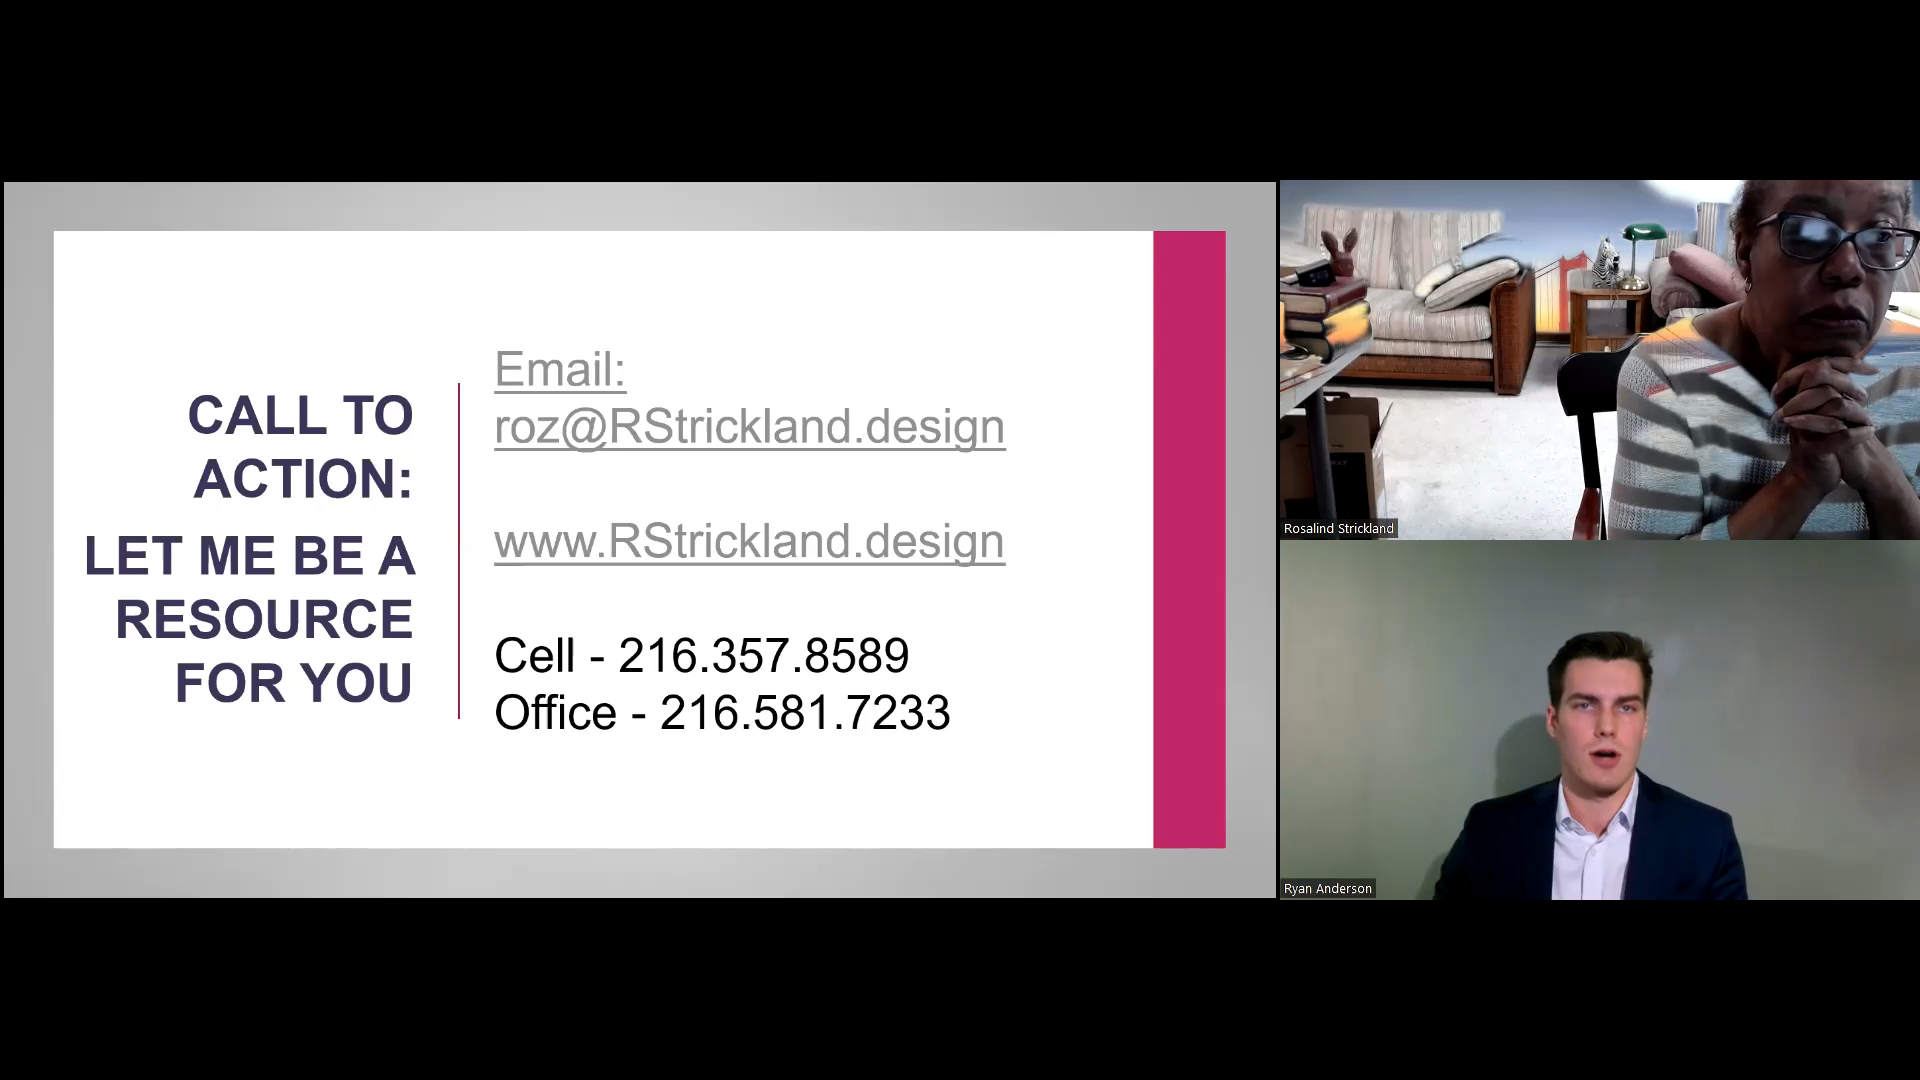 CALL TO
ACTION:
LET ME BE A
RESOURCE
FOR YOU
Email:
roz@RStrickland.design
www.RStrickland.design
Cell - 216.357.8589
Office - 216.581.7233
Rosalind Strickland
Ryan Anderson